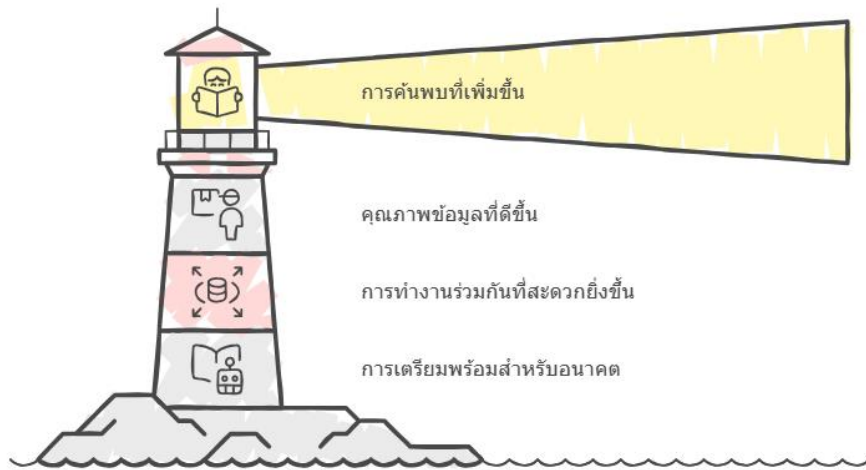 การค้นพบที่เพิ่มขึ้น
คุณภาพข้อมูลที่ดีขึ้น
การทำงานร่วมกันที่สะดวกยิ่งขึ้น
การเตรียมพร้อมสำหรับอนาคต